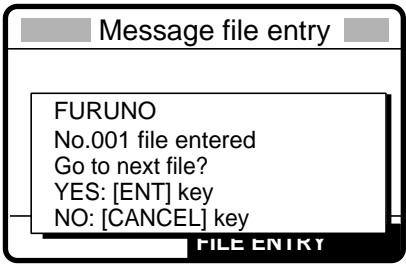 Message file entry
FURUNO
No.001 file entered
Go to next file?
YES: [ENT] key
NO: [CANCEL] key
FILE ENTRY